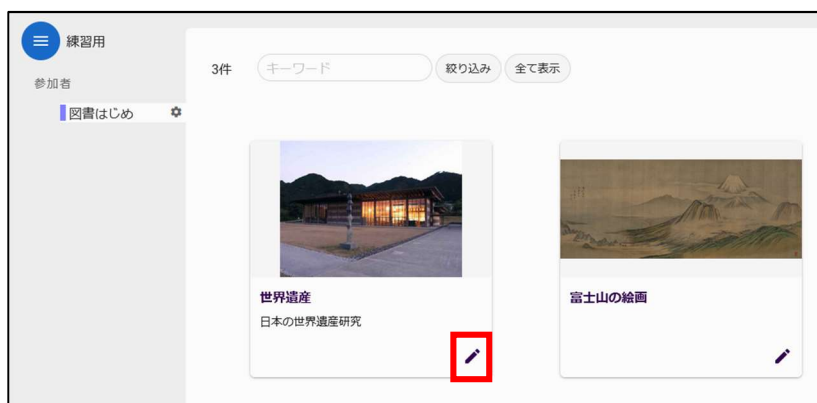 練習用
参加者
図書はじめ
3件
キーワード
絞り込み
全て表示
世界遺産
日本の世界遺産研究
富士山の絵画